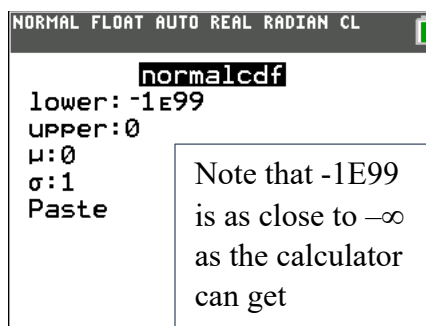 NORMAL FLOAT AUTO REAL RADIAN CL
normalcdf
lower:-1ᴇ99
upper:0
μ:0
σ:1
Paste
Note that -1E99
is as close to –∞
as the calculator
can get